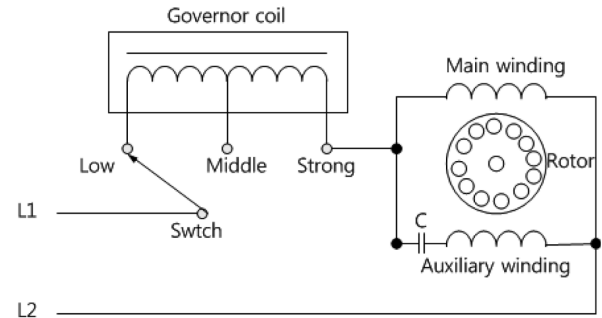 Governor coil
Main winding
Low
Middle
Strong
Rotor
L1
Swtch
C
Auxiliary winding
L2